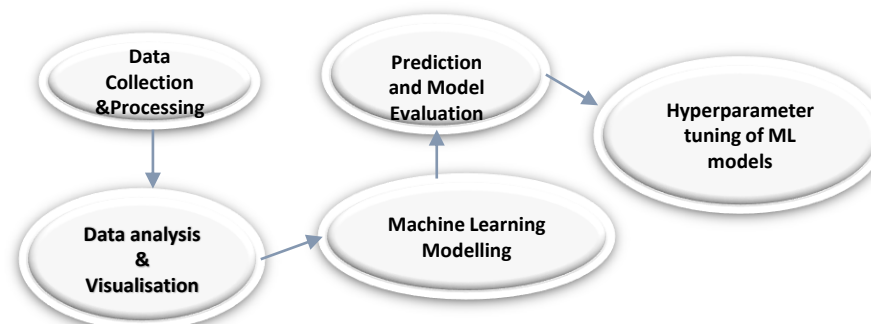 Data
Collection
&Processing
Data analysis
&
Visualisation
Machine Learning
Modelling
Prediction
and Model
Evaluation
Hyperparameter
tuning of ML
models